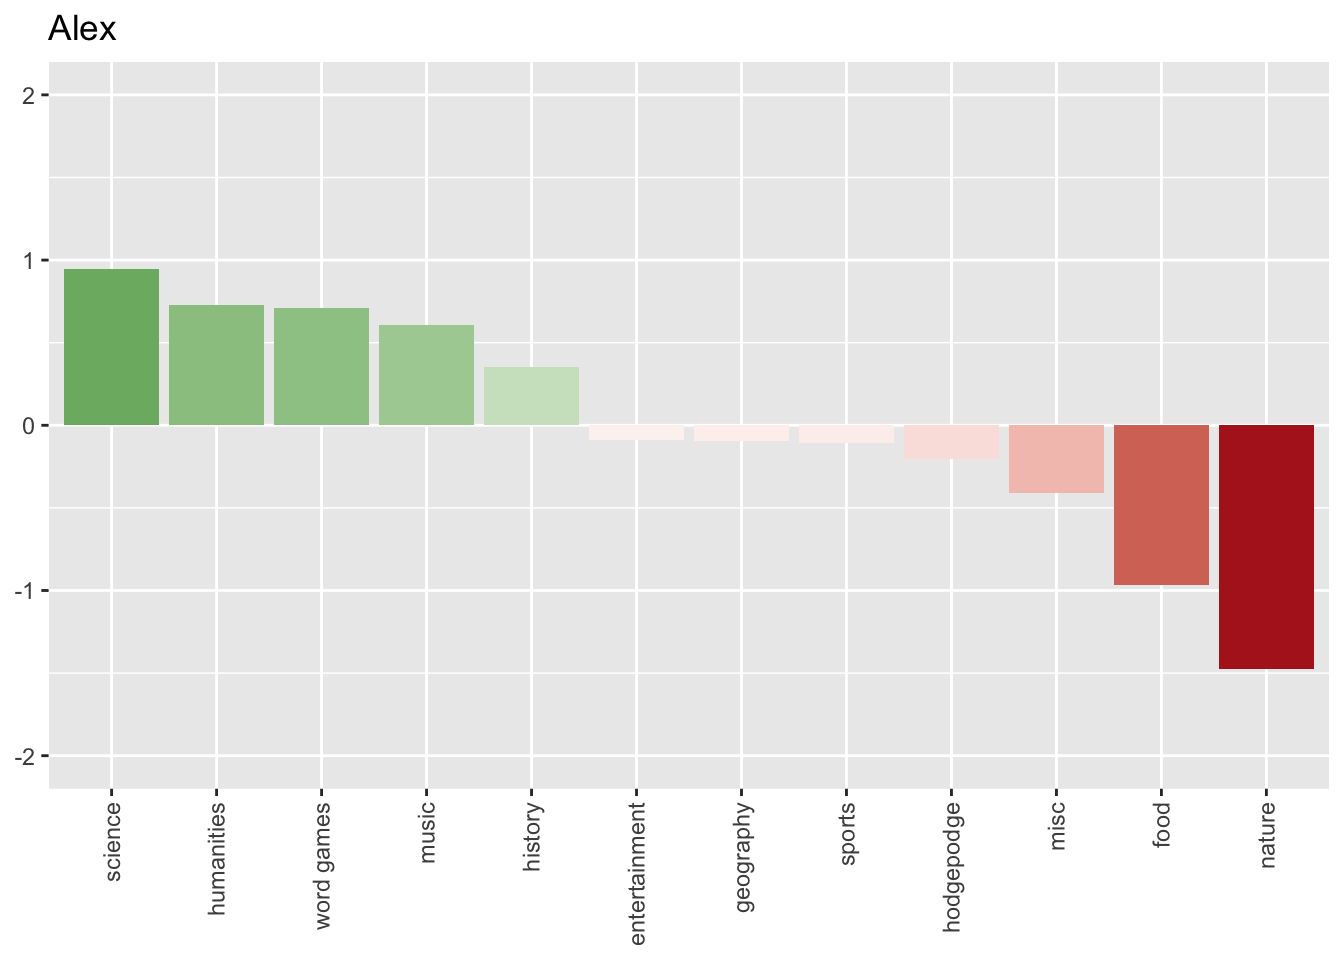 Alex
2
1
0
-1
-2
science
humanities
word games
music
history
entertainment
geography
sports
hodgepodge
misc
food
nature